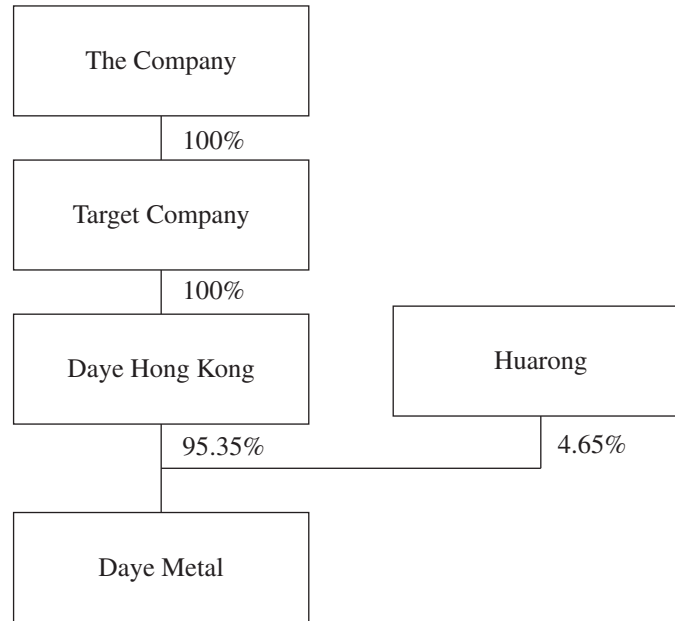 The Company
100%
Target Company
100%
Daye Hong Kong
Huarong
95.35%
4.65%
Daye Metal